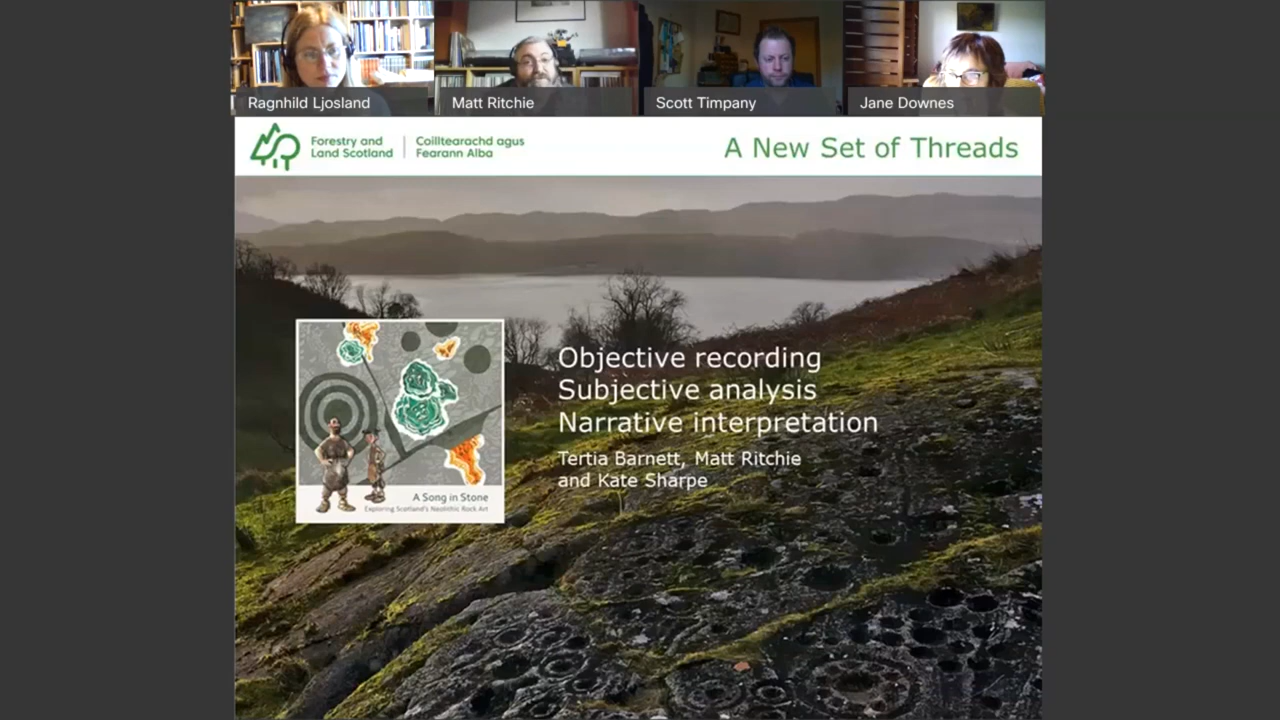 Ragnhild Ljosland
Matt Ritchie
Scott Timpany
Jane Downes
Forestry and
Land Scotland
Coilltearachd agus
Fearann Alba
A New Set of Threads
Objective recording
Subjective analysis
Narrative interpretation
Tertia Barnett, Matt Ritchie
and Kate Sharpe
A Song in Stone
Exploring Scotland's Neolithic Rock Art